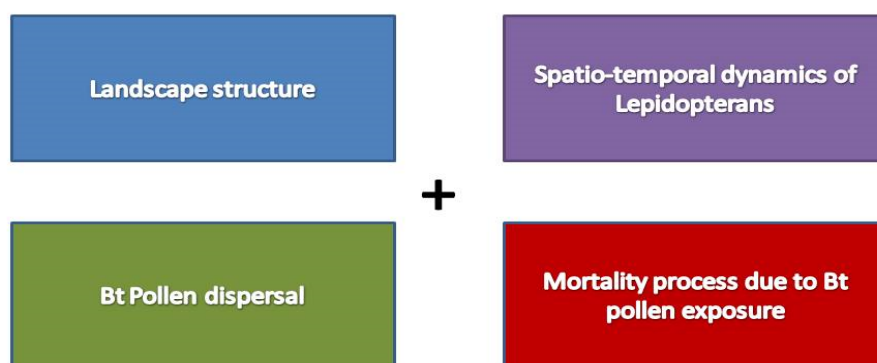 Landscape structure
Spatio-temporal dynamics of
Lepidopterans
+
Bt Pollen dispersal
Mortality process due to Bt
pollen exposure